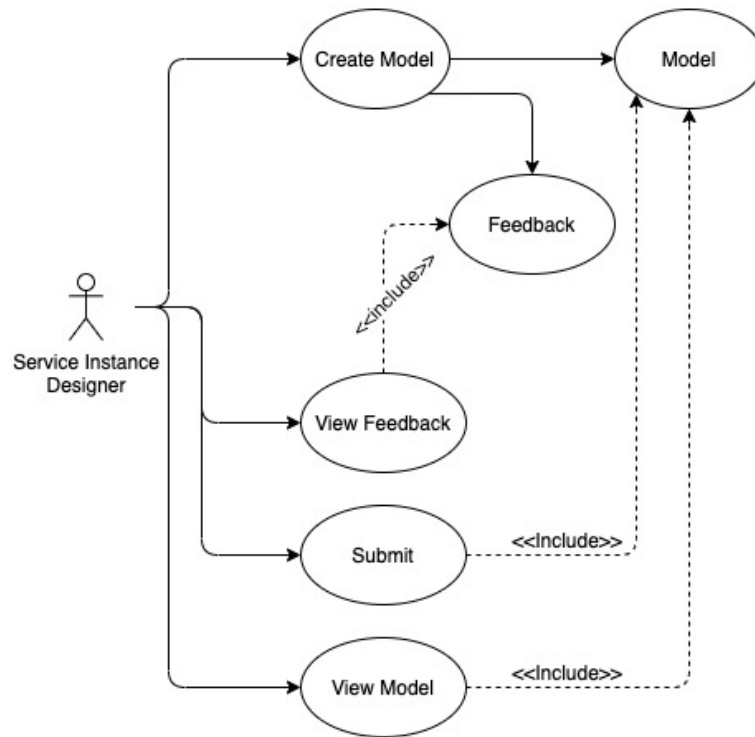 Create Model
Model
Feedback
<<include>>
Service Instance
Designer
View Feedback
Submit
<<Include>>
View Model
<<Include>>